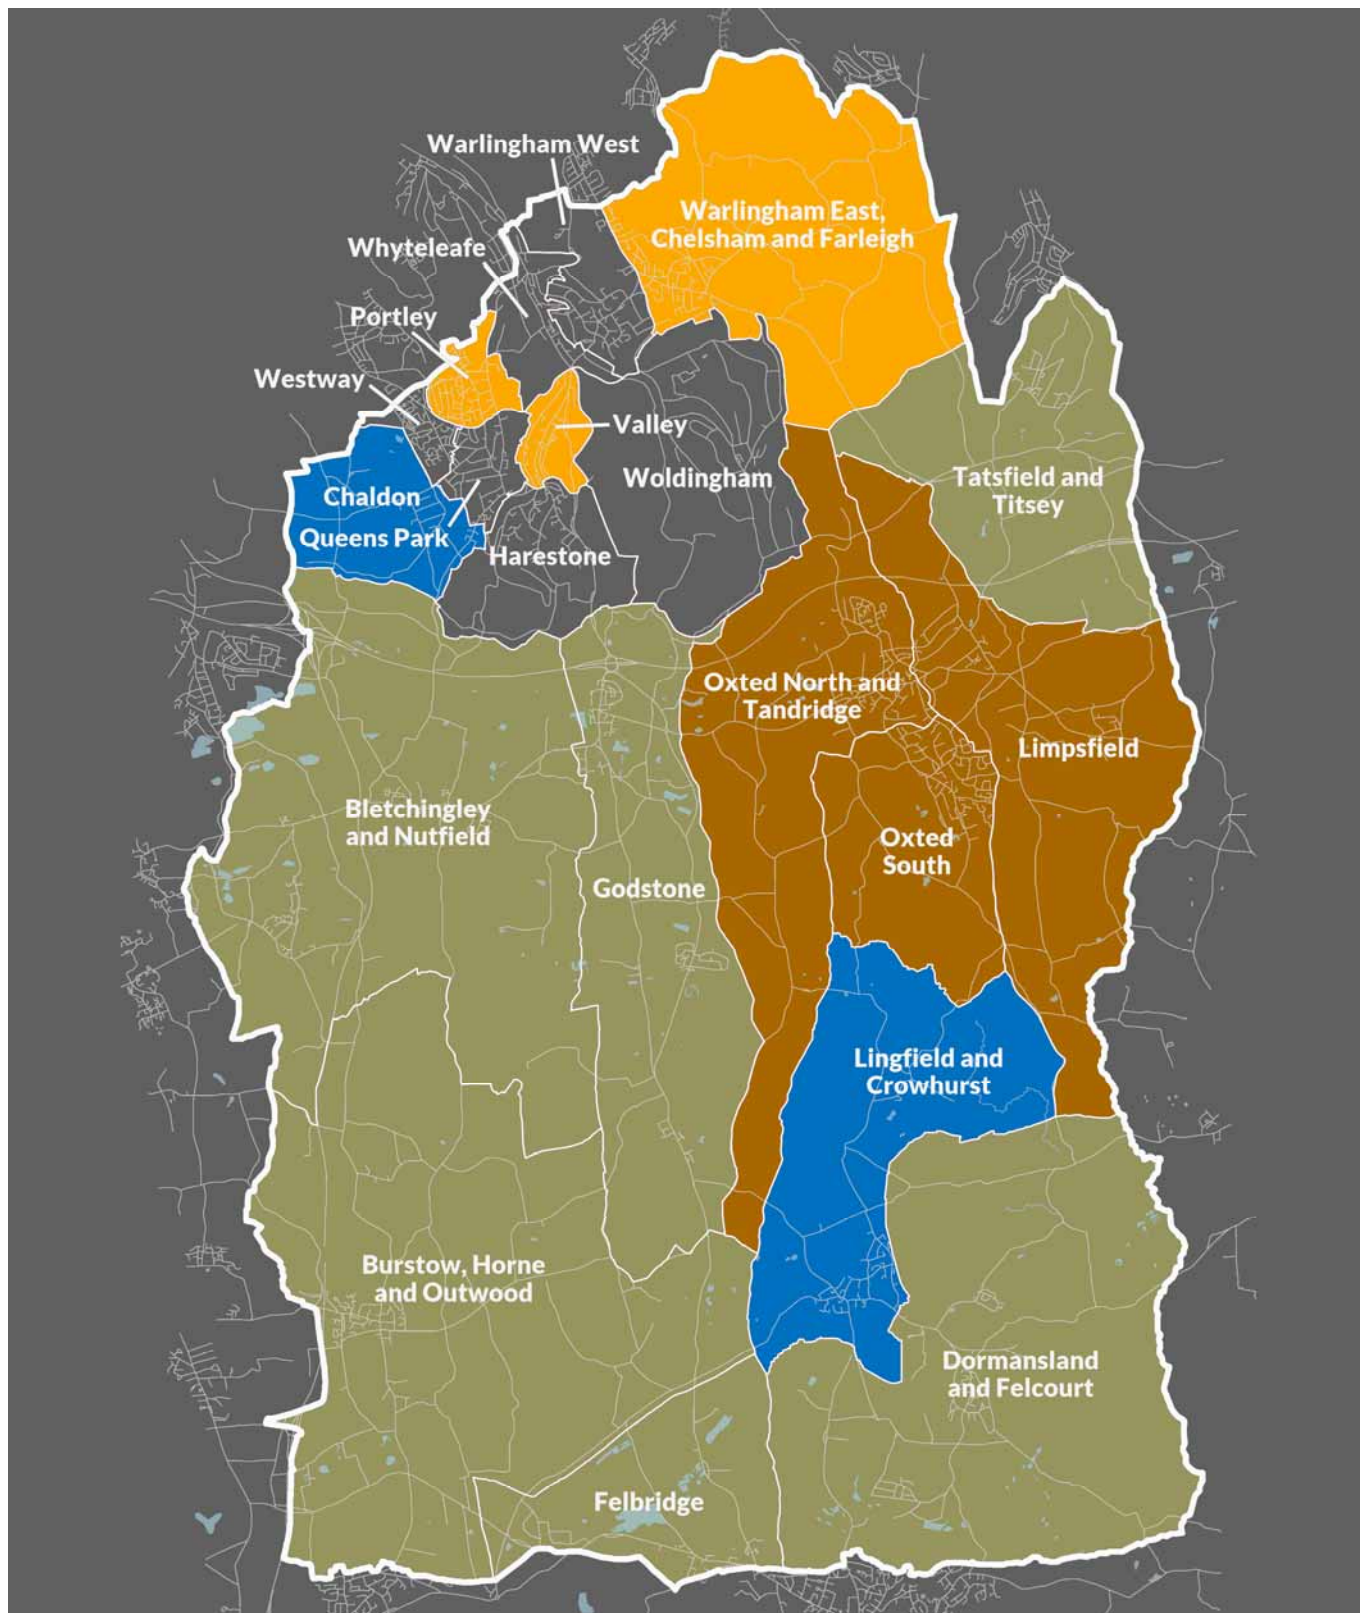 Warlingham West
Warlingham East,
Chelsham and Farleigh
Whyteleafe
Portley
Westway
Valley
Woldingham
Tatsfield and
Titsey
Chaldon
Queens Park
Harestone
Oxted North and
Tandridge
Limpsfield
Bletchingley
and Nutfield
Oxted
South
Godstone
Lingfield and
Crowhurst
Burstow, Horne
and Outwood
Dormansland
and Felcourt
Felbridge